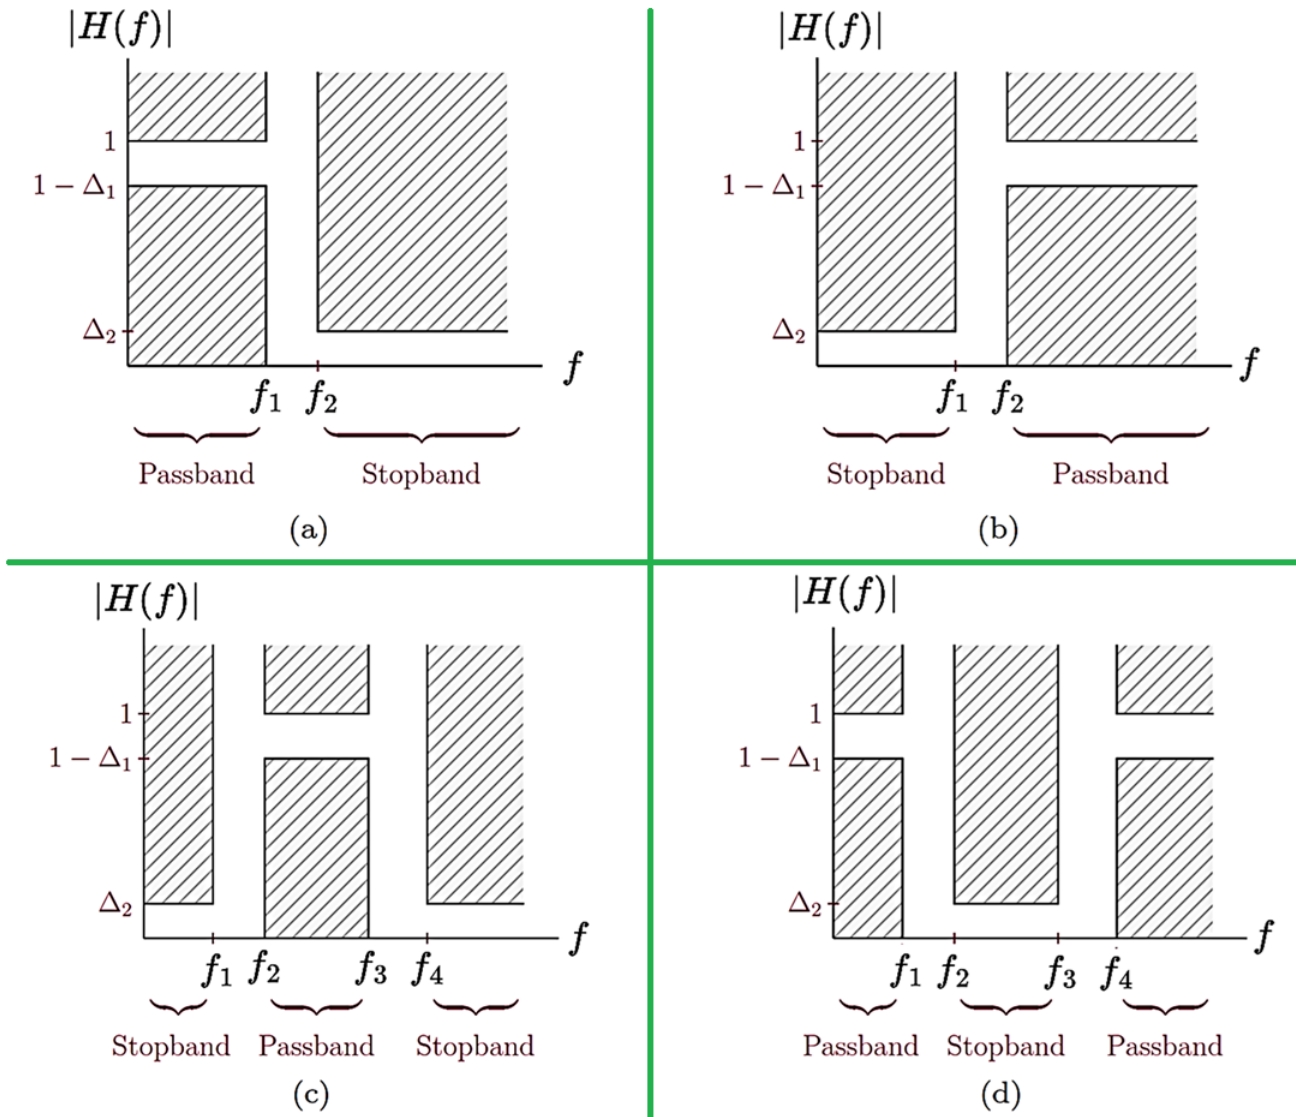 |H(f)|
1
1 − Δ₁
Δ₂
f₁ f₂
f
Passband Stopband
(a)
|H(f)|
1
1 − Δ₁
Δ₂
f₁ f₂
f
Stopband Passband
(b)
|H(f)|
1
1 − Δ₁
Δ₂
f
f₁ f₂ f₃ f₄
Stopband Passband Stopband
(c)
|H(f)|
1
1 − Δ₁
Δ₂
f
f₁ f₂ f₃ f₄
Passband Stopband Passband
(d)